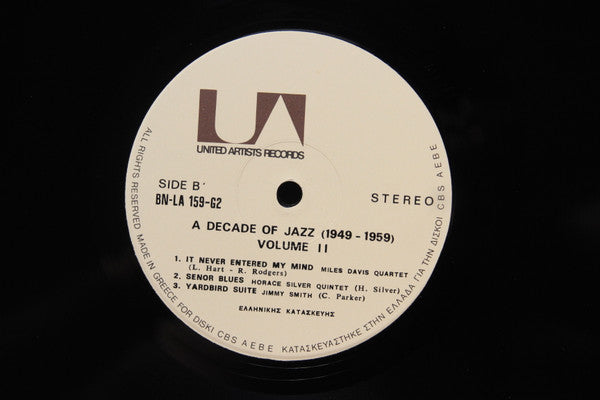 UA
UNITED ARTISTS RECORDS
SIDE B'
BN-LA 159-G2
STEREO
A DECADE OF JAZZ (1949-1959)
VOLUME II
1. IT NEVER ENTERED MY MIND MILES DAVIS QUARTET
(L. Hart - R. Rodgers)
2. SENOR BLUES HORACE SILVER QUINTET (H. Silver)
3. YARDBIRD SUITE JIMMY SMITH (C. Parker)
ΕΛΛΗΝΙΚΗΣ ΚΑΤΑΣΚΕΥΗΣ
ALL RIGHTS RESERVED MADE IN GREECE FOR DISKI CBS A.E.B.E. ΚΑΤΑΣΚΕΥΑΣΤΗΚΕ ΣΤΗΝ ΕΛΛΑΔΑ ΓΙΑ ΤΗΝ ΔΙΣΚΟΙ CBS Α.Ε.Β.Ε.